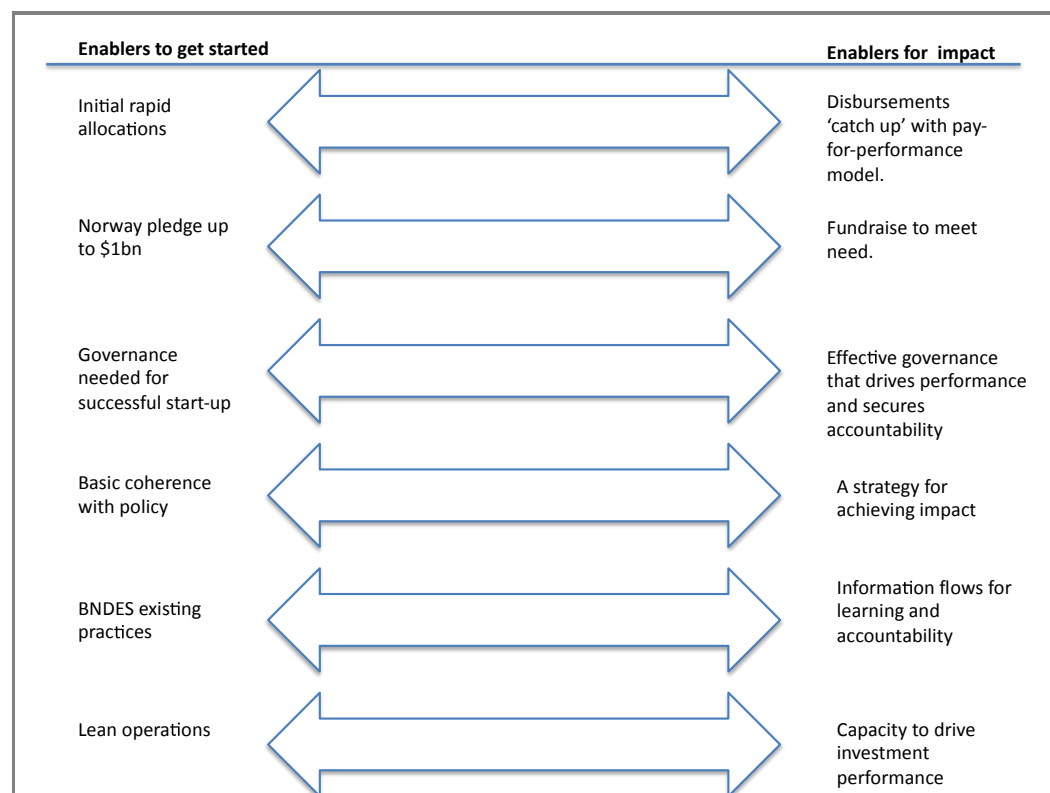 Enablers to get started
Enablers for impact
Initial rapid
allocations
Disbursements
‘catch up’ with pay-
for-performance
model.
Norway pledge up
to $1bn
Fundraise to meet
need.
Governance
needed for
successful start-up
Effective governance
that drives performance
and secures
accountability
Basic coherence
with policy
A strategy for
achieving impact
BNDES existing
practices
Information flows for
learning and
accountability
Lean operations
Capacity to drive
investment
performance